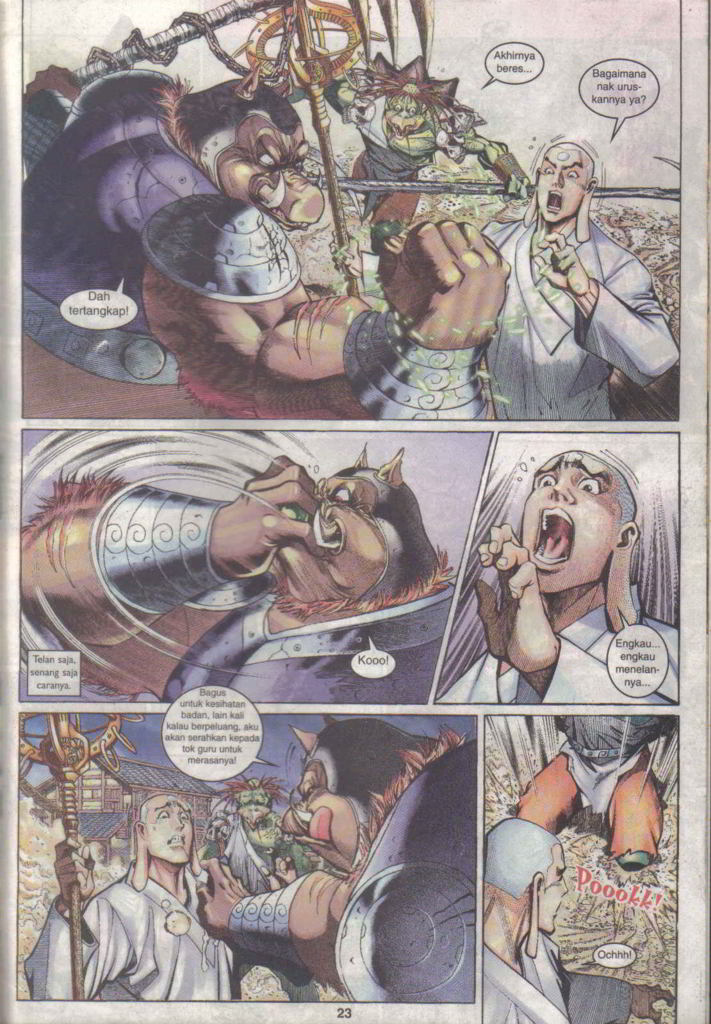 Akhirnya
beres...
Bagaimana
nak urus-
kannya ya?
Dah
tertangkap!
Telan saja,
senang saja
caranya.
Kooo!
Engkau...
engkau
menelan-
nya...
Bagus
untuk kesihatan
badan, lain kali
kalau berpeluang, aku
akan serahkan kepada
tok guru untuk
merasanya!
Poookk!
Ochhh!
23